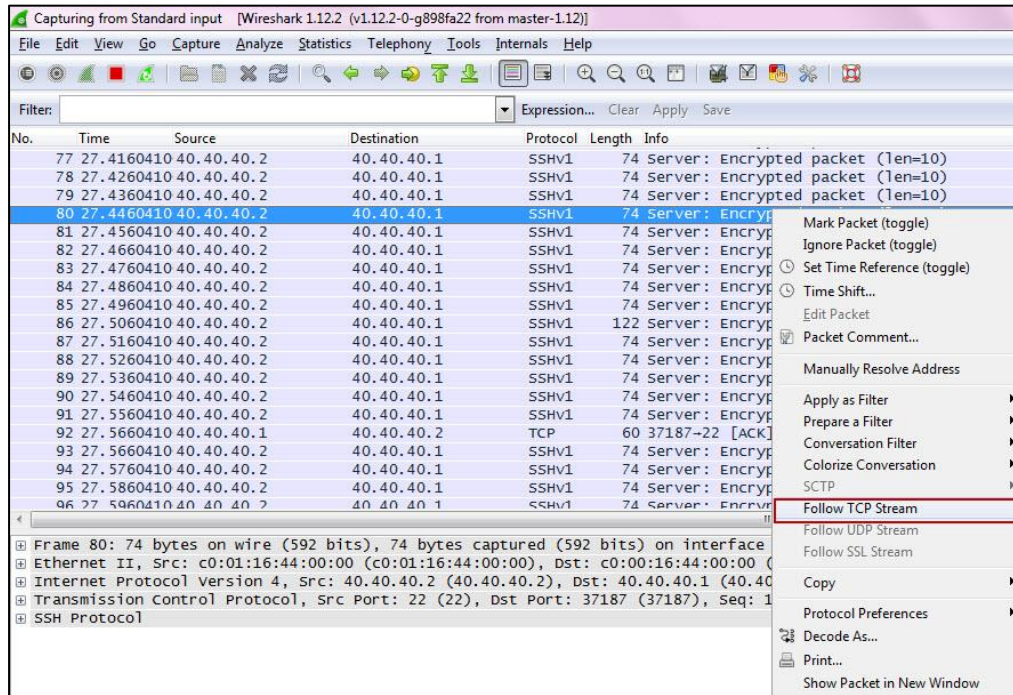 Capturing from Standard input [Wireshark 1.12.2 (v1.12.2-0-g898fa22 from master-1.12)]
File Edit View Go Capture Analyze Statistics Telephony Tools Internals Help
Filter: Expression... Clear Apply Save
No. Time Source Destination Protocol Length Info
77 27.4160410 40.40.40.2 40.40.40.1 SSHv1 74 Server: Encrypted packet (len=10)
78 27.4260410 40.40.40.2 40.40.40.1 SSHv1 74 Server: Encrypted packet (len=10)
79 27.4360410 40.40.40.2 40.40.40.1 SSHv1 74 Server: Encrypted packet (len=10)
80 27.4460410 40.40.40.2 40.40.40.1 SSHv1 74 Server: Encryp
81 27.4560410 40.40.40.2 40.40.40.1 SSHv1 74 Server: Encryp
82 27.4660410 40.40.40.2 40.40.40.1 SSHv1 74 Server: Encryp
83 27.4760410 40.40.40.2 40.40.40.1 SSHv1 74 Server: Encryp
84 27.4860410 40.40.40.2 40.40.40.1 SSHv1 74 Server: Encryp
85 27.4960410 40.40.40.2 40.40.40.1 SSHv1 74 Server: Encryp
86 27.5060410 40.40.40.2 40.40.40.1 SSHv1 122 Server: Encryp
87 27.5160410 40.40.40.2 40.40.40.1 SSHv1 74 Server: Encryp
88 27.5260410 40.40.40.2 40.40.40.1 SSHv1 74 Server: Encryp
89 27.5360410 40.40.40.2 40.40.40.1 SSHv1 74 Server: Encryp
90 27.5460410 40.40.40.2 40.40.40.1 SSHv1 74 Server: Encryp
91 27.5560410 40.40.40.2 40.40.40.1 SSHv1 74 Server: Encryp
92 27.5660410 40.40.40.1 40.40.40.2 TCP 60 37187→22 [ACK]
93 27.5660410 40.40.40.2 40.40.40.1 SSHv1 74 Server: Encryp
94 27.5760410 40.40.40.2 40.40.40.1 SSHv1 74 Server: Encryp
95 27.5860410 40.40.40.2 40.40.40.1 SSHv1 74 Server: Encryp
96 27.5960410 40.40.40.2 40.40.40.1 SSHv1 74 Server: Encryp
Frame 80: 74 bytes on wire (592 bits), 74 bytes captured (592 bits) on interface
Ethernet II, Src: c0:01:16:44:00:00 (c0:01:16:44:00:00), Dst: c0:00:16:44:00:00 (
Internet Protocol Version 4, Src: 40.40.40.2 (40.40.40.2), Dst: 40.40.40.1 (40.40
Transmission Control Protocol, Src Port: 22 (22), Dst Port: 37187 (37187), Seq: 1
SSH Protocol
Mark Packet (toggle)
Ignore Packet (toggle)
Set Time Reference (toggle)
Time Shift...
Edit Packet
Packet Comment...
Manually Resolve Address
Apply as Filter
Prepare a Filter
Conversation Filter
Colorize Conversation
SCTP
Follow TCP Stream
Follow UDP Stream
Follow SSL Stream
Copy
Protocol Preferences
Decode As...
Print...
Show Packet in New Window